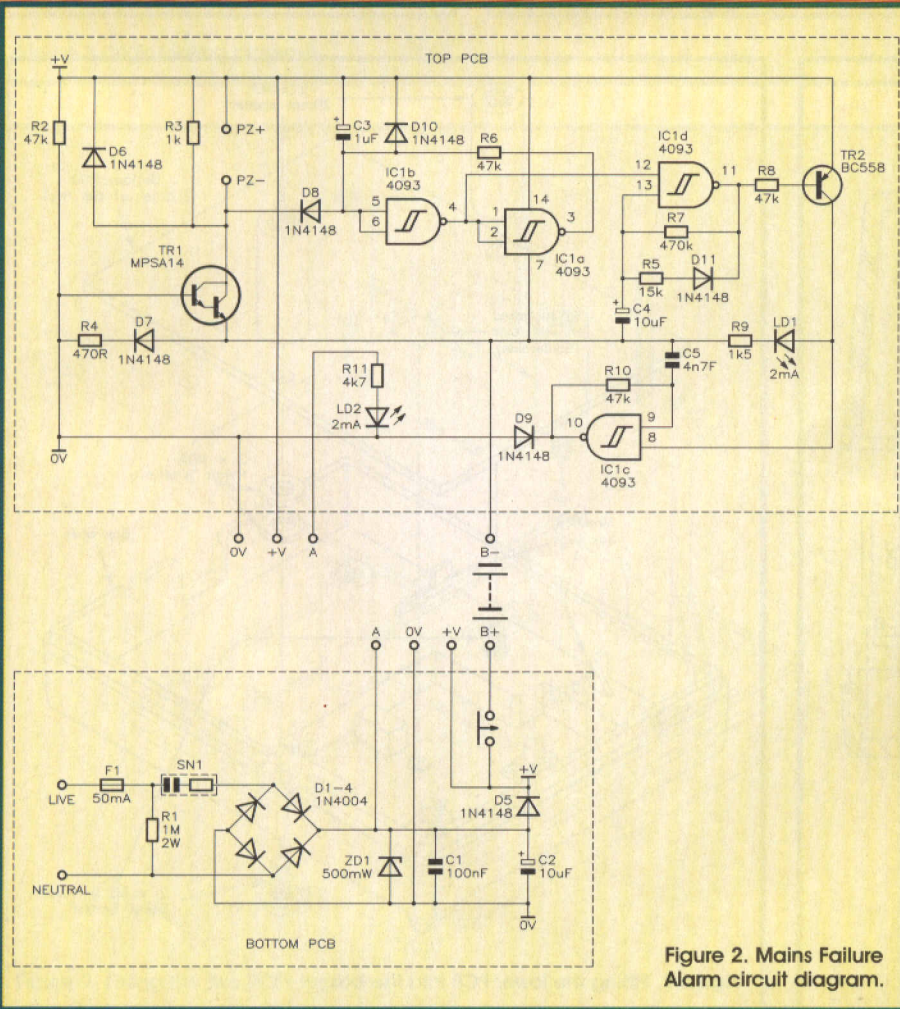 TOP PCB
+V
R2
47k
D6
1N4148
R3
1k
PZ+
PZ-
C3
1uF
+
D10
1N4148
R6
47k
D8
1N4148
IC1b
4093
5
6
4
1
2
14
3
7
IC1a
4093
IC1d
4093
12
13
11
R8
47k
TR2
BC558
R7
470k
R5
15k
D11
1N4148
+
C4
10uF
TR1
MPSA14
R4
470R
D7
1N4148
R11
4k7
LD2
2mA
C5
4n7F
R9
1k5
LD1
2mA
R10
47k
D9
1N4148
10
9
8
IC1c
4093
0V
0V
+V
A
B-
A
0V
+V
B+
F1
50mA
LIVE
SN1
R1
1M
2W
NEUTRAL
D1-4
1N4004
+V
D5
1N4148
ZD1
500mW
C1
100nF
+
C2
10uF
0V
BOTTOM PCB
Figure 2. Mains Failure
Alarm circuit diagram.